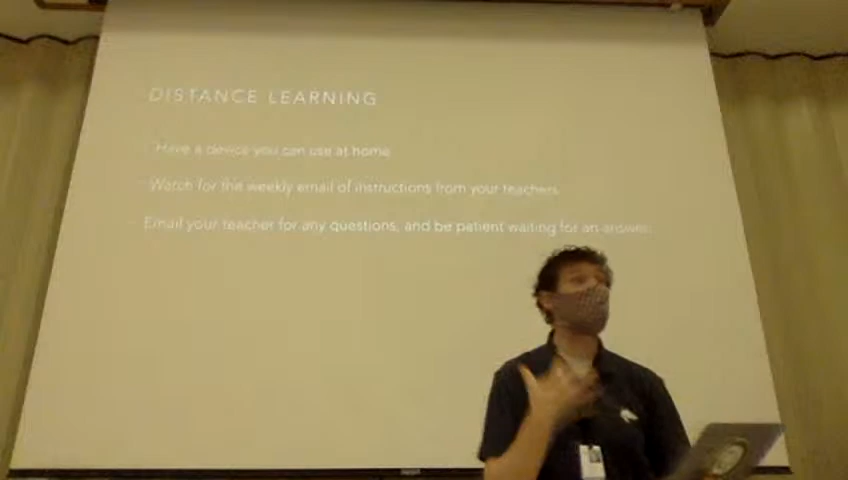 DISTANCE LEARNING
Have a device you can use at home
Watch for the weekly email of instructions from your teachers.
Email your teacher for any questions, and be patient waiting for an answer.